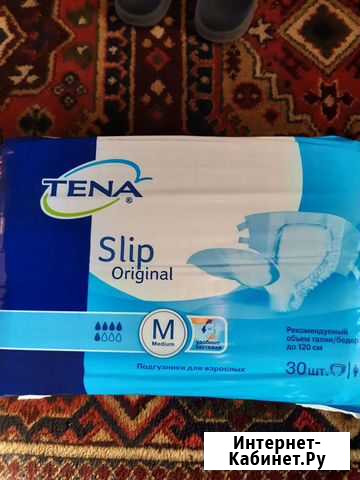 TENA
®
Slip
Original
M
Medium
Рекомендуемый
объем талии/бедер
до 120 см
Подгузники для взрослых
30 шт.
Интернет-
Кабинет.Ру